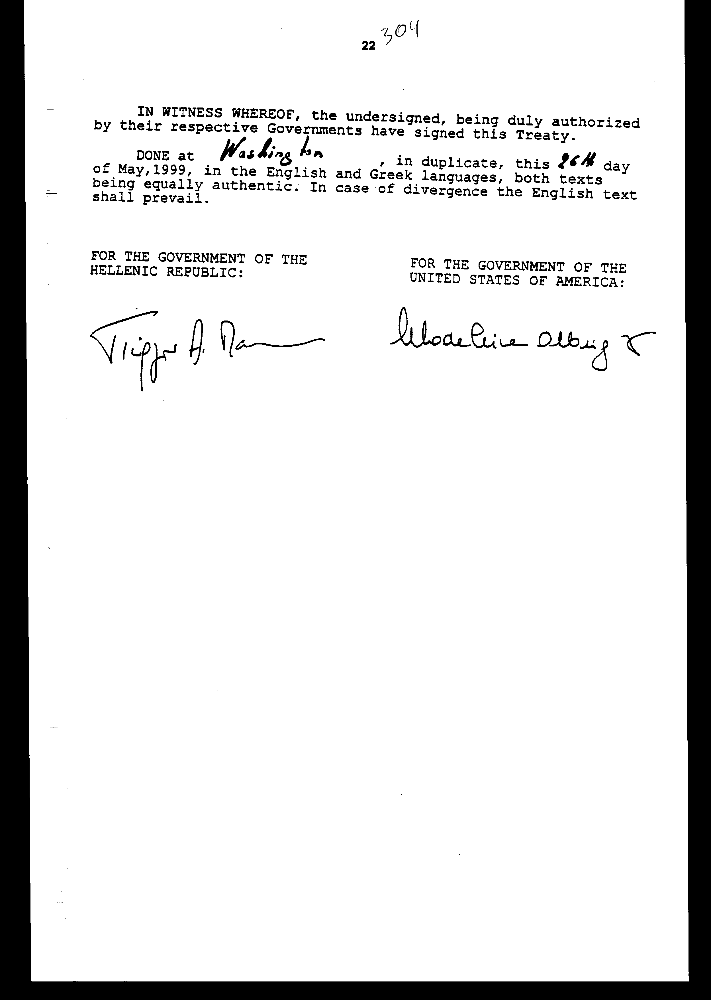 304
22
IN WITNESS WHEREOF, the undersigned, being duly authorized
by their respective Governments have signed this Treaty.
DONE at Washington , in duplicate, this 26th day
of May,1999, in the English and Greek languages, both texts
being equally authentic. In case of divergence the English text
shall prevail.
FOR THE GOVERNMENT OF THE
HELLENIC REPUBLIC:
FOR THE GOVERNMENT OF THE
UNITED STATES OF AMERICA:
A.
Madeleine Albright